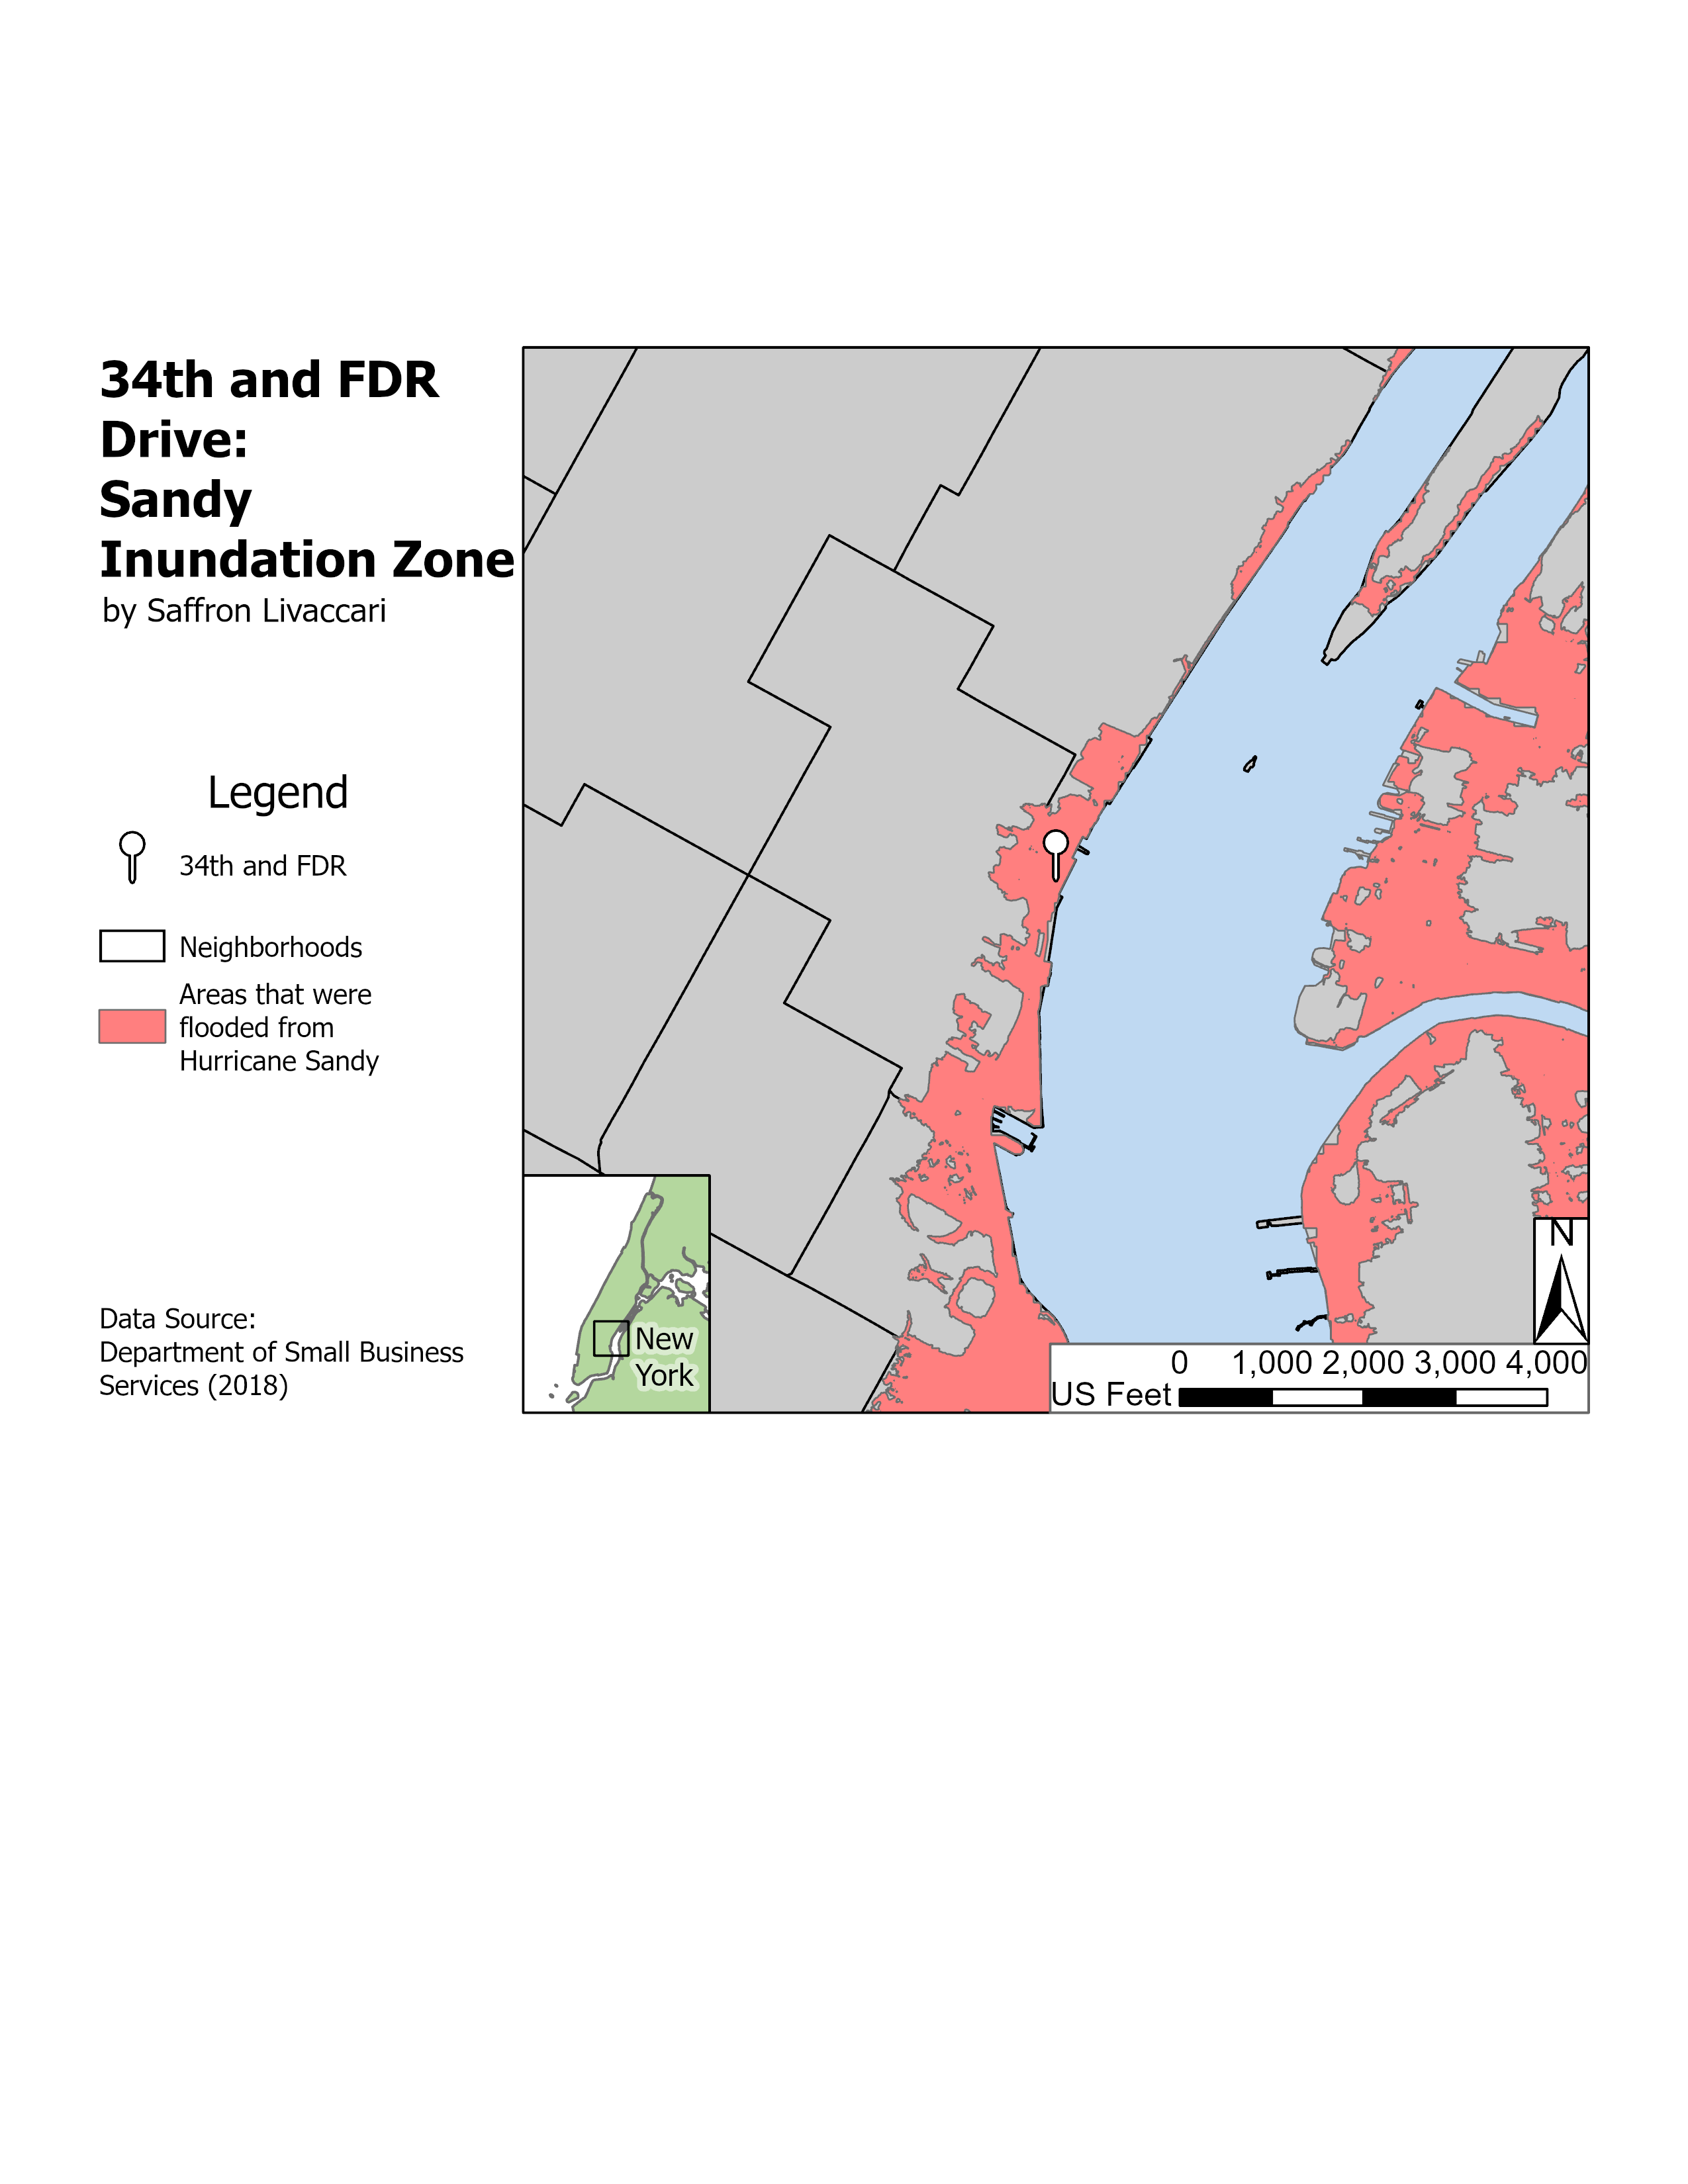 34th and FDR
Drive:
Sandy
Inundation Zone
by Saffron Livaccari
Legend
34th and FDR
Neighborhoods
Areas that were
flooded from
Hurricane Sandy
Data Source:
Department of Small Business
Services (2018)
New
York
N
0 1,000 2,000 3,000 4,000
US Feet